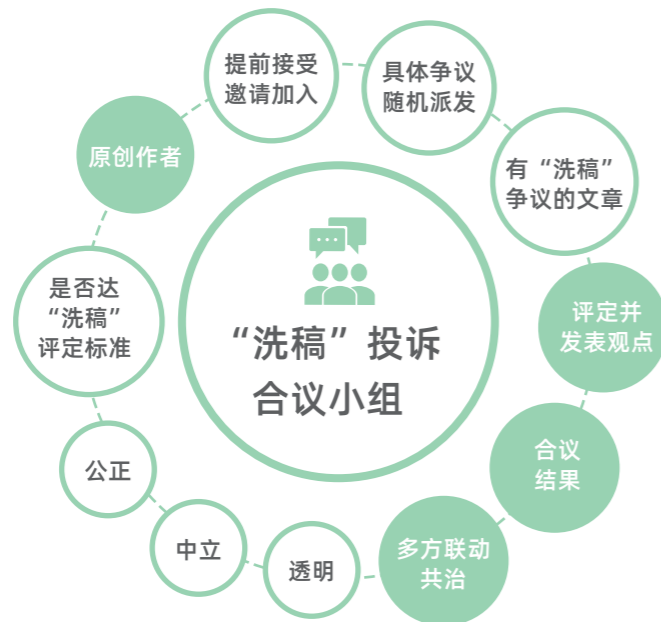 提前接受
邀请加入
具体争议
随机派发
有“洗稿”
争议的文章
评定并
发表观点
合议
结果
多方联动
共治
透明
中立
公正
是否达
“洗稿”
评定标准
原创作者
“洗稿”投诉
合议小组